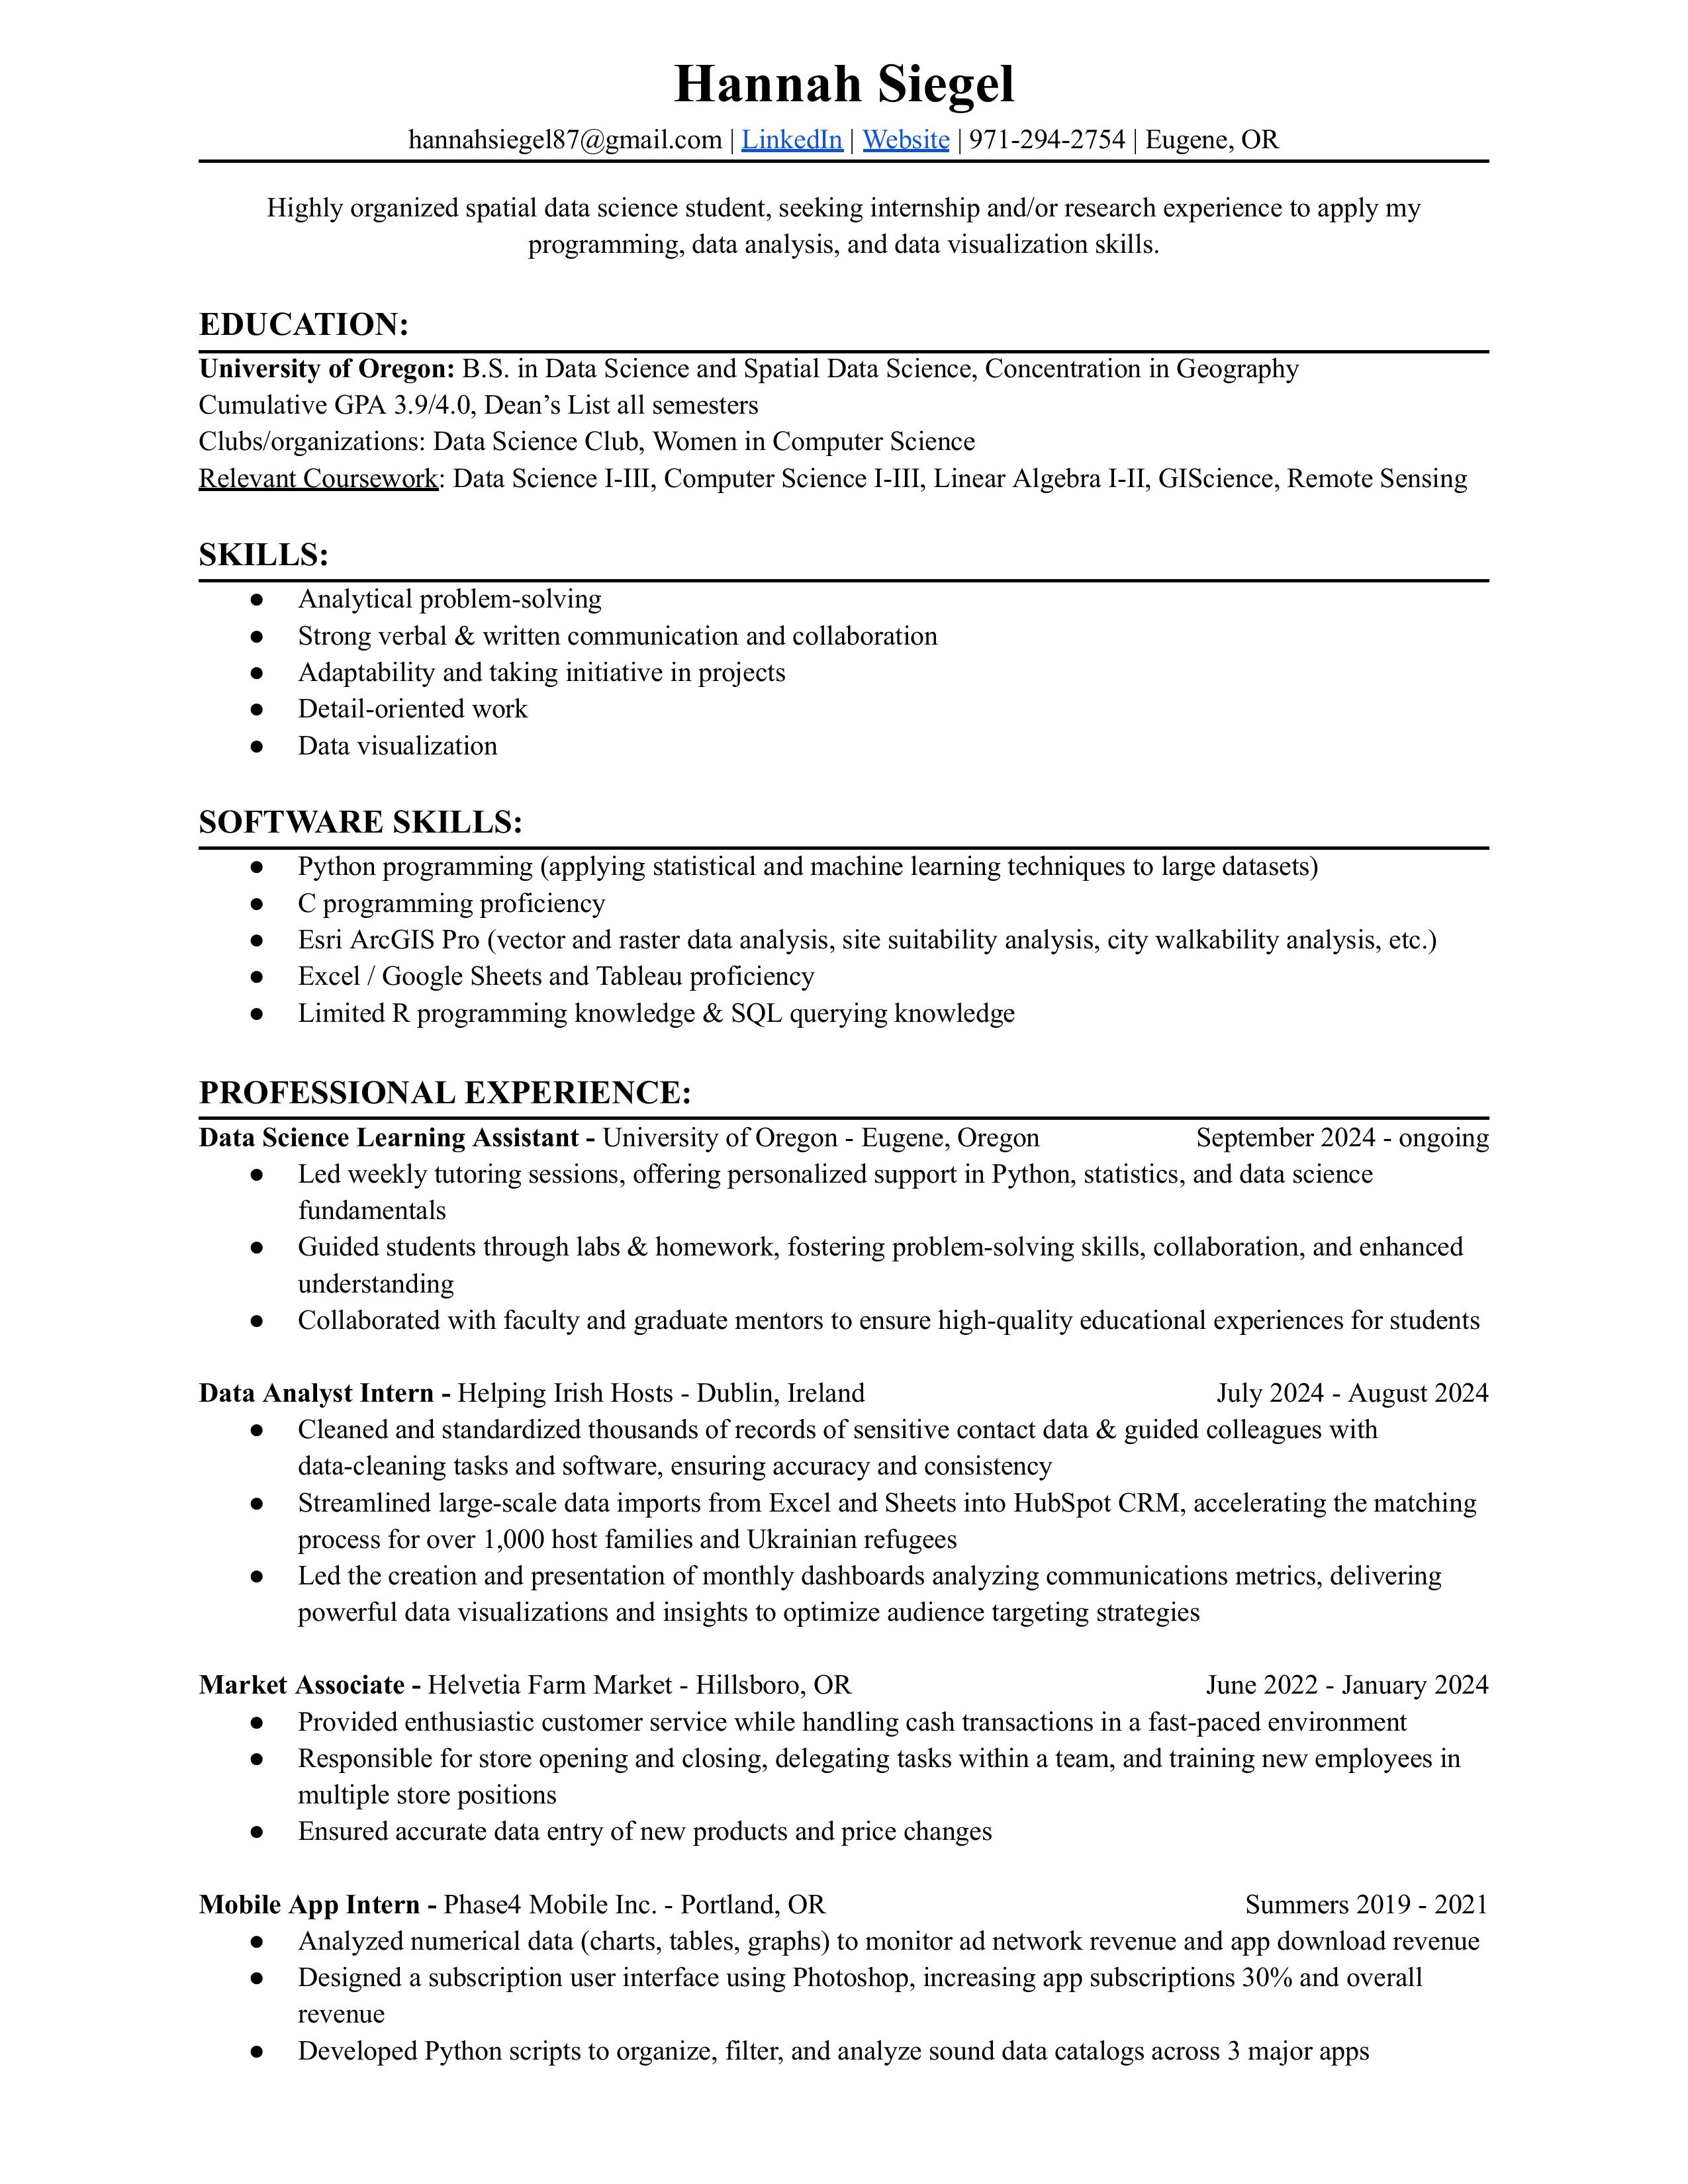 Hannah Siegel
hannahsiegel87@gmail.com | LinkedIn | Website | 971-294-2754 | Eugene, OR
Highly organized spatial data science student, seeking internship and/or research experience to apply my
programming, data analysis, and data visualization skills.
EDUCATION:
University of Oregon: B.S. in Data Science and Spatial Data Science, Concentration in Geography
Cumulative GPA 3.9/4.0, Dean’s List all semesters
Clubs/organizations: Data Science Club, Women in Computer Science
Relevant Coursework: Data Science I-III, Computer Science I-III, Linear Algebra I-II, GIScience, Remote Sensing
SKILLS:
● Analytical problem-solving
● Strong verbal & written communication and collaboration
● Adaptability and taking initiative in projects
● Detail-oriented work
● Data visualization
SOFTWARE SKILLS:
● Python programming (applying statistical and machine learning techniques to large datasets)
● C programming proficiency
● Esri ArcGIS Pro (vector and raster data analysis, site suitability analysis, city walkability analysis, etc.)
● Excel / Google Sheets and Tableau proficiency
● Limited R programming knowledge & SQL querying knowledge
PROFESSIONAL EXPERIENCE:
Data Science Learning Assistant - University of Oregon - Eugene, Oregon September 2024 - ongoing
● Led weekly tutoring sessions, offering personalized support in Python, statistics, and data science
fundamentals
● Guided students through labs & homework, fostering problem-solving skills, collaboration, and enhanced
understanding
● Collaborated with faculty and graduate mentors to ensure high-quality educational experiences for students
Data Analyst Intern - Helping Irish Hosts - Dublin, Ireland July 2024 - August 2024
● Cleaned and standardized thousands of records of sensitive contact data & guided colleagues with
data-cleaning tasks and software, ensuring accuracy and consistency
● Streamlined large-scale data imports from Excel and Sheets into HubSpot CRM, accelerating the matching
process for over 1,000 host families and Ukrainian refugees
● Led the creation and presentation of monthly dashboards analyzing communications metrics, delivering
powerful data visualizations and insights to optimize audience targeting strategies
Market Associate - Helvetia Farm Market - Hillsboro, OR June 2022 - January 2024
● Provided enthusiastic customer service while handling cash transactions in a fast-paced environment
● Responsible for store opening and closing, delegating tasks within a team, and training new employees in
multiple store positions
● Ensured accurate data entry of new products and price changes
Mobile App Intern - Phase4 Mobile Inc. - Portland, OR Summers 2019 - 2021
● Analyzed numerical data (charts, tables, graphs) to monitor ad network revenue and app download revenue
● Designed a subscription user interface using Photoshop, increasing app subscriptions 30% and overall
revenue
● Developed Python scripts to organize, filter, and analyze sound data catalogs across 3 major apps